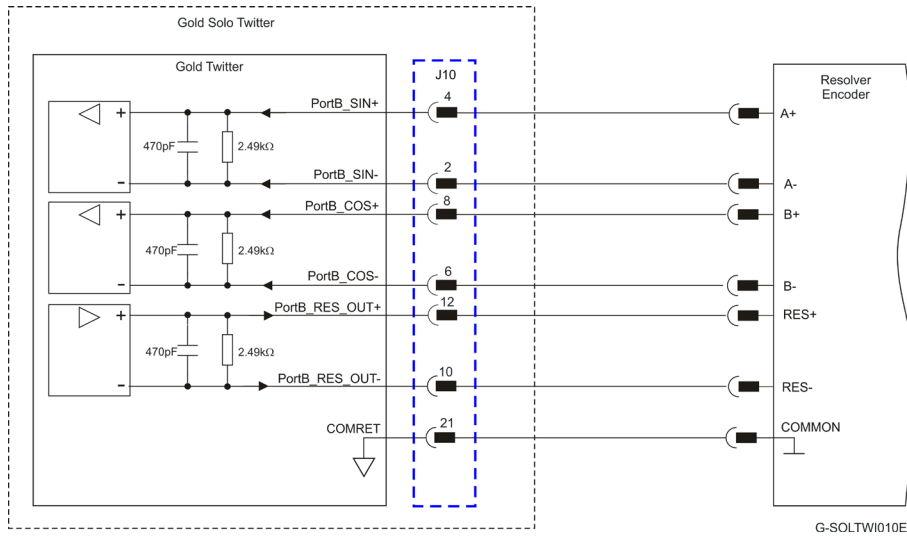 Gold Solo Twitter
Gold Twitter
J10
Resolver
Encoder
+
PortB_SIN+
4
A+
470pF
2.49kΩ
-
PortB_SIN-
2
A-
+
PortB_COS+
8
B+
470pF
2.49kΩ
-
PortB_COS-
6
B-
+
PortB_RES_OUT+
12
RES+
470pF
2.49kΩ
-
PortB_RES_OUT-
10
RES-
COMRET
21
COMMON
G-SOLTWI010E